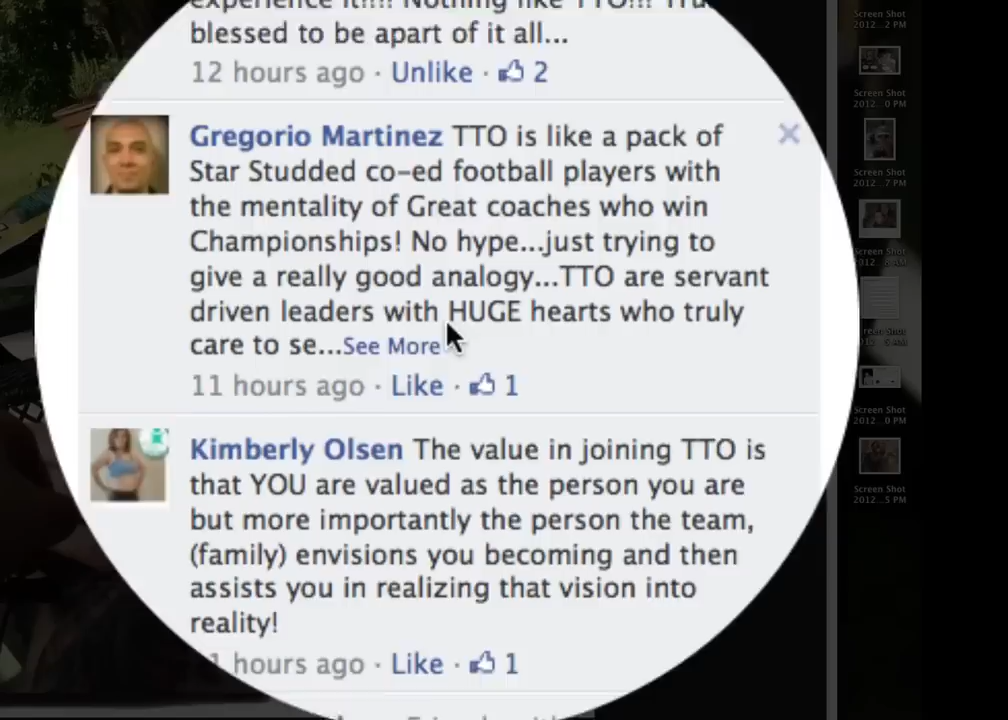 experience it!!!! Nothing like TTO!!!
blessed to be apart of it all...
12 hours ago · Unlike · 2
Gregorio Martinez TTO is like a pack of
Star Studded co-ed football players with
the mentality of Great coaches who win
Championships! No hype...just trying to
give a really good analogy...TTO are servant
driven leaders with HUGE hearts who truly
care to se...See More
11 hours ago · Like · 1
Kimberly Olsen The value in joining TTO is
that YOU are valued as the person you are
but more importantly the person the team,
(family) envisions you becoming and then
assists you in realizing that vision into
reality!
hours ago · Like · 1
Screen Shot
2012...2 PM
Screen Shot
2012...0 PM
Screen Shot
2012...7 PM
Screen Shot
Screen Shot
2012...0 PM
Screen Shot
2012...5 PM